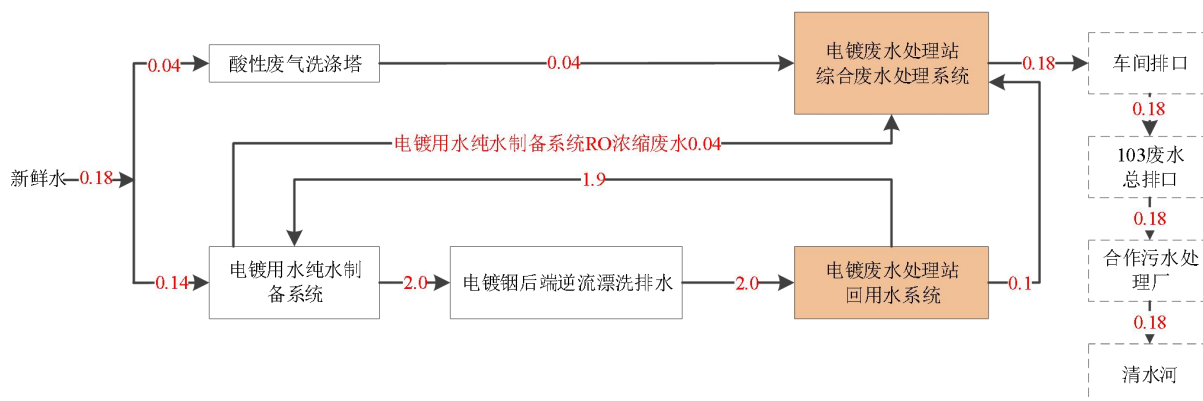 0.04
酸性废气洗涤塔
0.04
电镀废水处理站
综合废水处理系统
0.18
车间排口
0.18
电镀用水纯水制备系统RO浓缩废水0.04
103废水
总排口
新鲜水
0.18
1.9
0.18
0.14
电镀用水纯水制
备系统
2.0
电镀铟后端逆流漂洗排水
2.0
电镀废水处理站
回用水系统
0.1
合作污水处
理厂
0.18
清水河